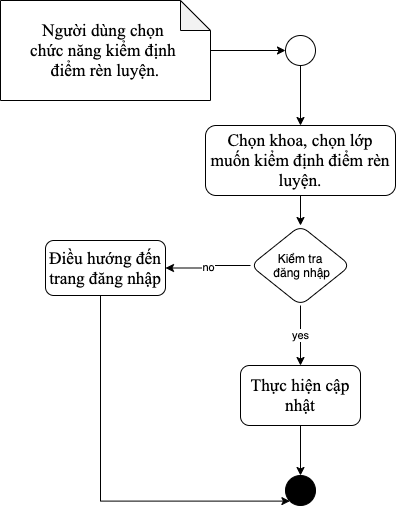 Người dùng chọn
chức năng kiểm định
điểm rèn luyện.
Chọn khoa, chọn lớp
muốn kiểm định điểm rèn
luyện.
Kiểm tra
đăng nhập
no
Điều hướng đến
trang đăng nhập
yes
Thực hiện cập
nhật